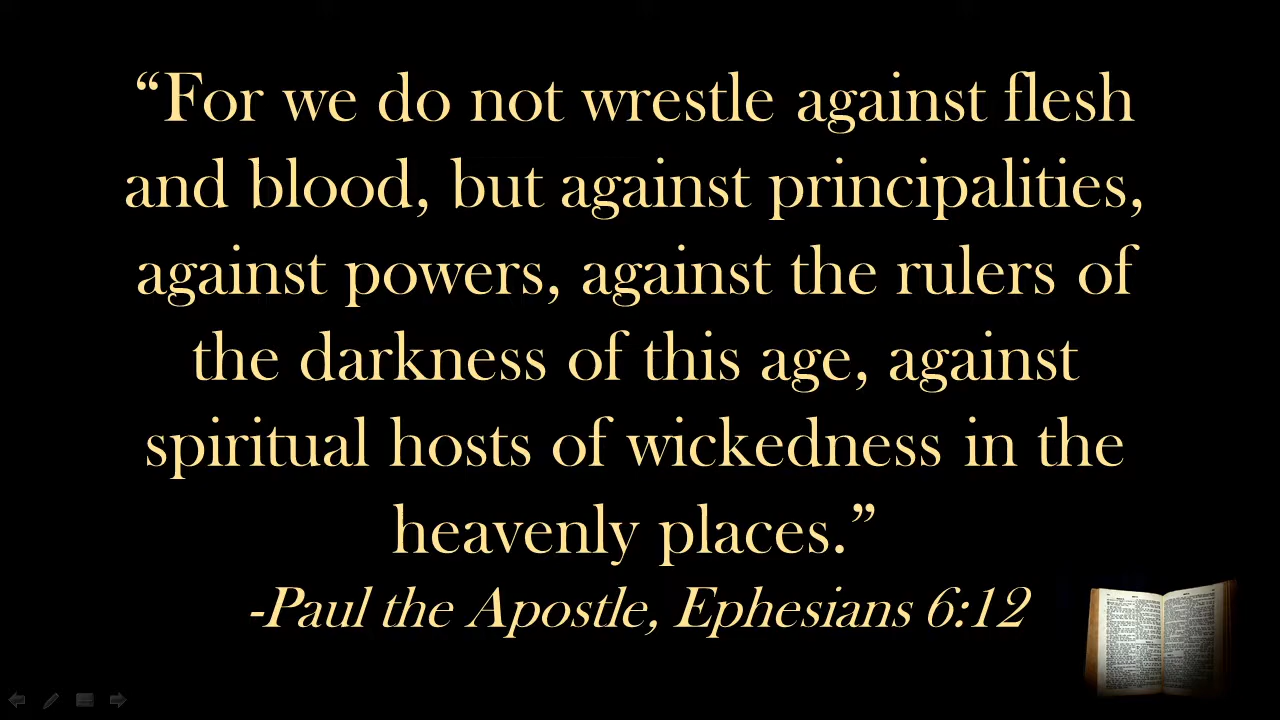 “For we do not wrestle against flesh
and blood, but against principalities,
against powers, against the rulers of
the darkness of this age, against
spiritual hosts of wickedness in the
heavenly places.”
-Paul the Apostle, Ephesians 6:12